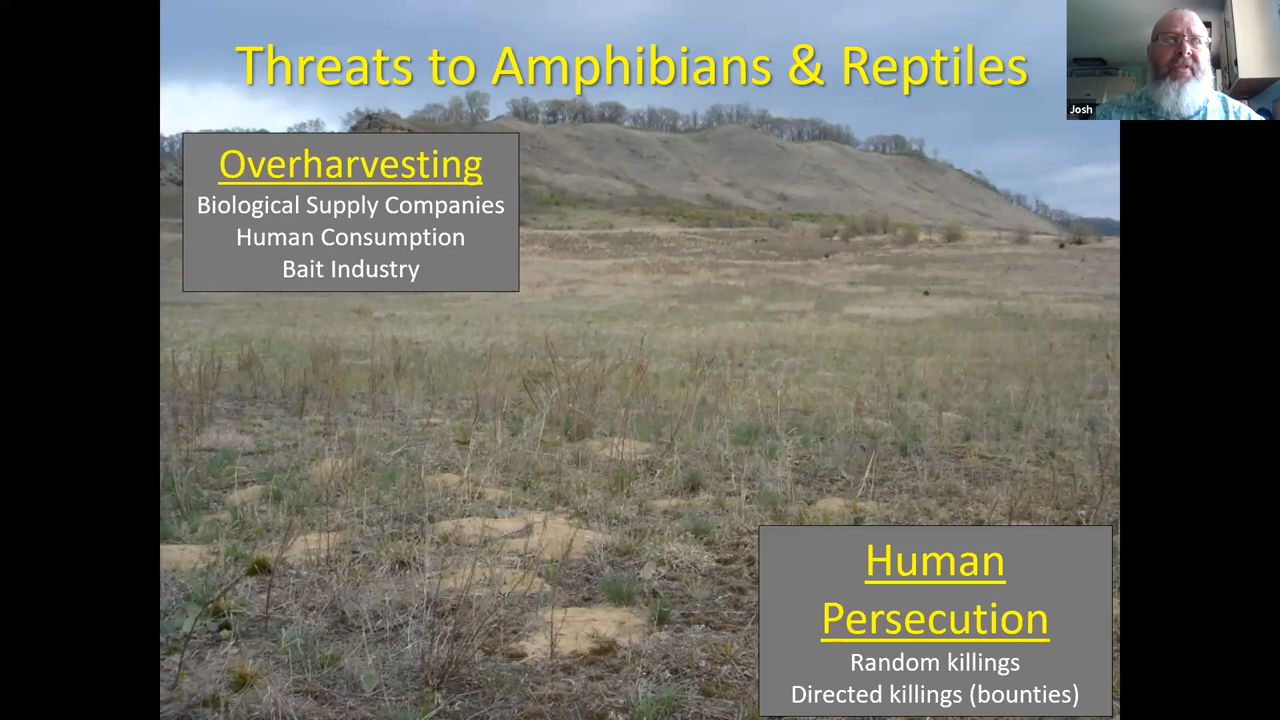 Threats to Amphibians & Reptiles
Josh
Overharvesting
Biological Supply Companies
Human Consumption
Bait Industry
Human
Persecution
Random killings
Directed killings (bounties)